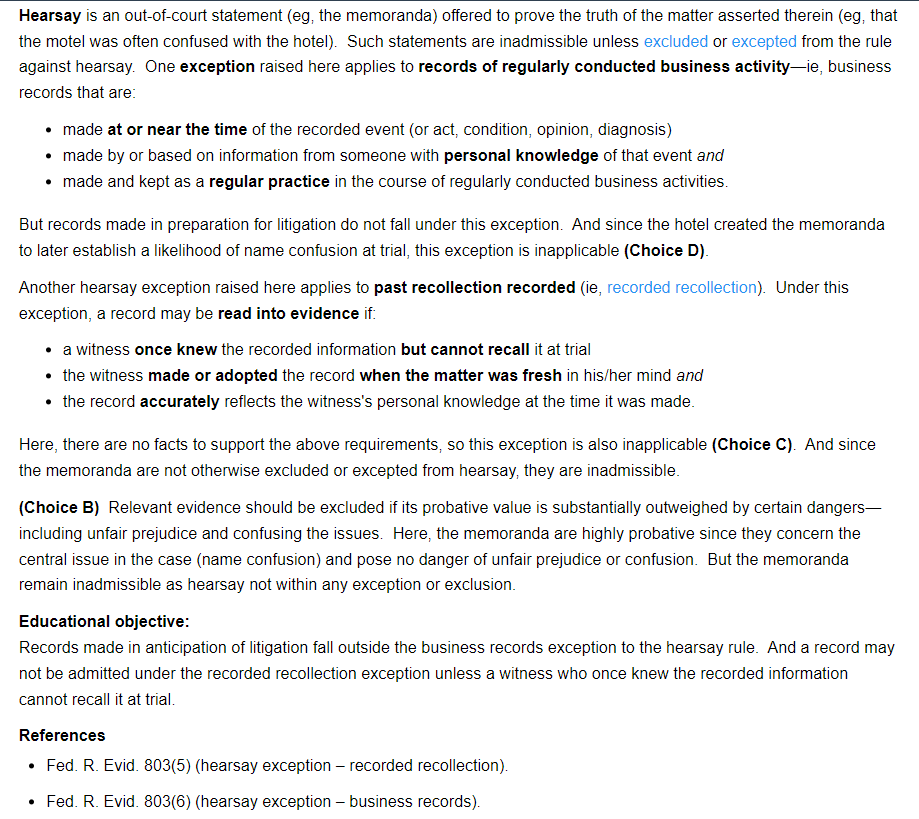 Hearsay is an out-of-court statement (eg, the memoranda) offered to prove the truth of the matter asserted therein (eg, that
the motel was often confused with the hotel).  Such statements are inadmissible unless excluded or excepted from the rule
against hearsay.  One exception raised here applies to records of regularly conducted business activity—ie, business
records that are:
• made at or near the time of the recorded event (or act, condition, opinion, diagnosis)
• made by or based on information from someone with personal knowledge of that event and
• made and kept as a regular practice in the course of regularly conducted business activities.
But records made in preparation for litigation do not fall under this exception.  And since the hotel created the memoranda
to later establish a likelihood of name confusion at trial, this exception is inapplicable (Choice D).
Another hearsay exception raised here applies to past recollection recorded (ie, recorded recollection).  Under this
exception, a record may be read into evidence if:
• a witness once knew the recorded information but cannot recall it at trial
• the witness made or adopted the record when the matter was fresh in his/her mind and
• the record accurately reflects the witness's personal knowledge at the time it was made.
Here, there are no facts to support the above requirements, so this exception is also inapplicable (Choice C).  And since
the memoranda are not otherwise excluded or excepted from hearsay, they are inadmissible.
(Choice B)  Relevant evidence should be excluded if its probative value is substantially outweighed by certain dangers—
including unfair prejudice and confusing the issues.  Here, the memoranda are highly probative since they concern the
central issue in the case (name confusion) and pose no danger of unfair prejudice or confusion.  But the memoranda
remain inadmissible as hearsay not within any exception or exclusion.
Educational objective:
Records made in anticipation of litigation fall outside the business records exception to the hearsay rule.  And a record may
not be admitted under the recorded recollection exception unless a witness who once knew the recorded information
cannot recall it at trial.
References
• Fed. R. Evid. 803(5) (hearsay exception – recorded recollection).
• Fed. R. Evid. 803(6) (hearsay exception – business records).